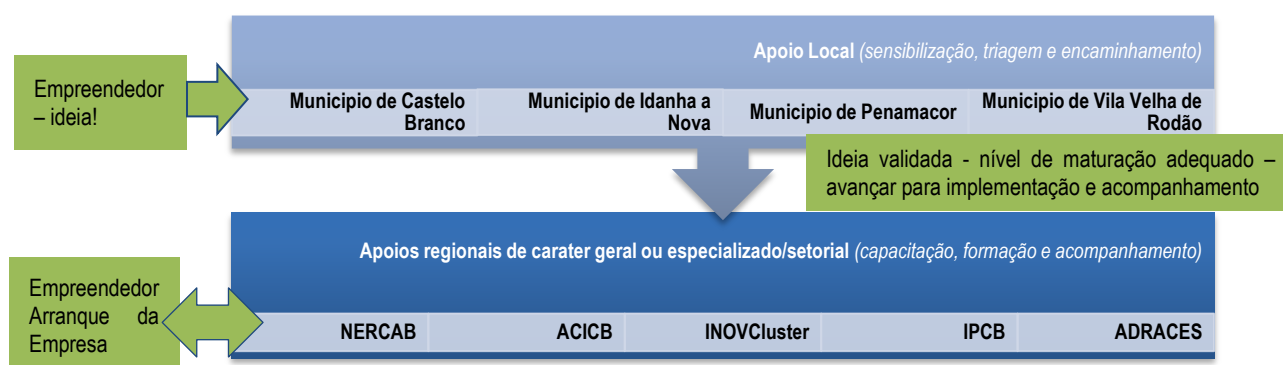 Apoio Local (sensibilização, triagem e encaminhamento)
Empreendedor
– ideia!
Municipio de Castelo
Branco
Municipio de Idanha a
Nova
Municipio de Penamacor
Municipio de Vila Velha de
Rodão
Ideia validada - nível de maturação adequado –
avançar para implementação e acompanhamento
Apoios regionais de carater geral ou especializado/setorial (capacitação, formação e acompanhamento)
Empreendedor
Arranque da
Empresa
NERCAB
ACICB
INOVCluster
IPCB
ADRACES